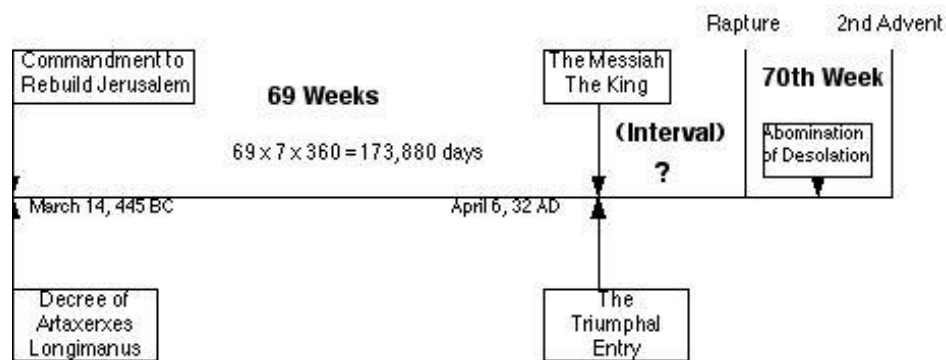 Rapture 2nd Advent
Commandment to
Rebuild Jerusalem
69 Weeks
69 x 7 x 360 = 173,880 days
The Messiah
The King
(Interval)
?
70th Week
Abomination
of Desolation
March 14, 445 BC
April 6, 32 AD
Decree of
Artaxerxes
Longimanus
The
Triumphal
Entry